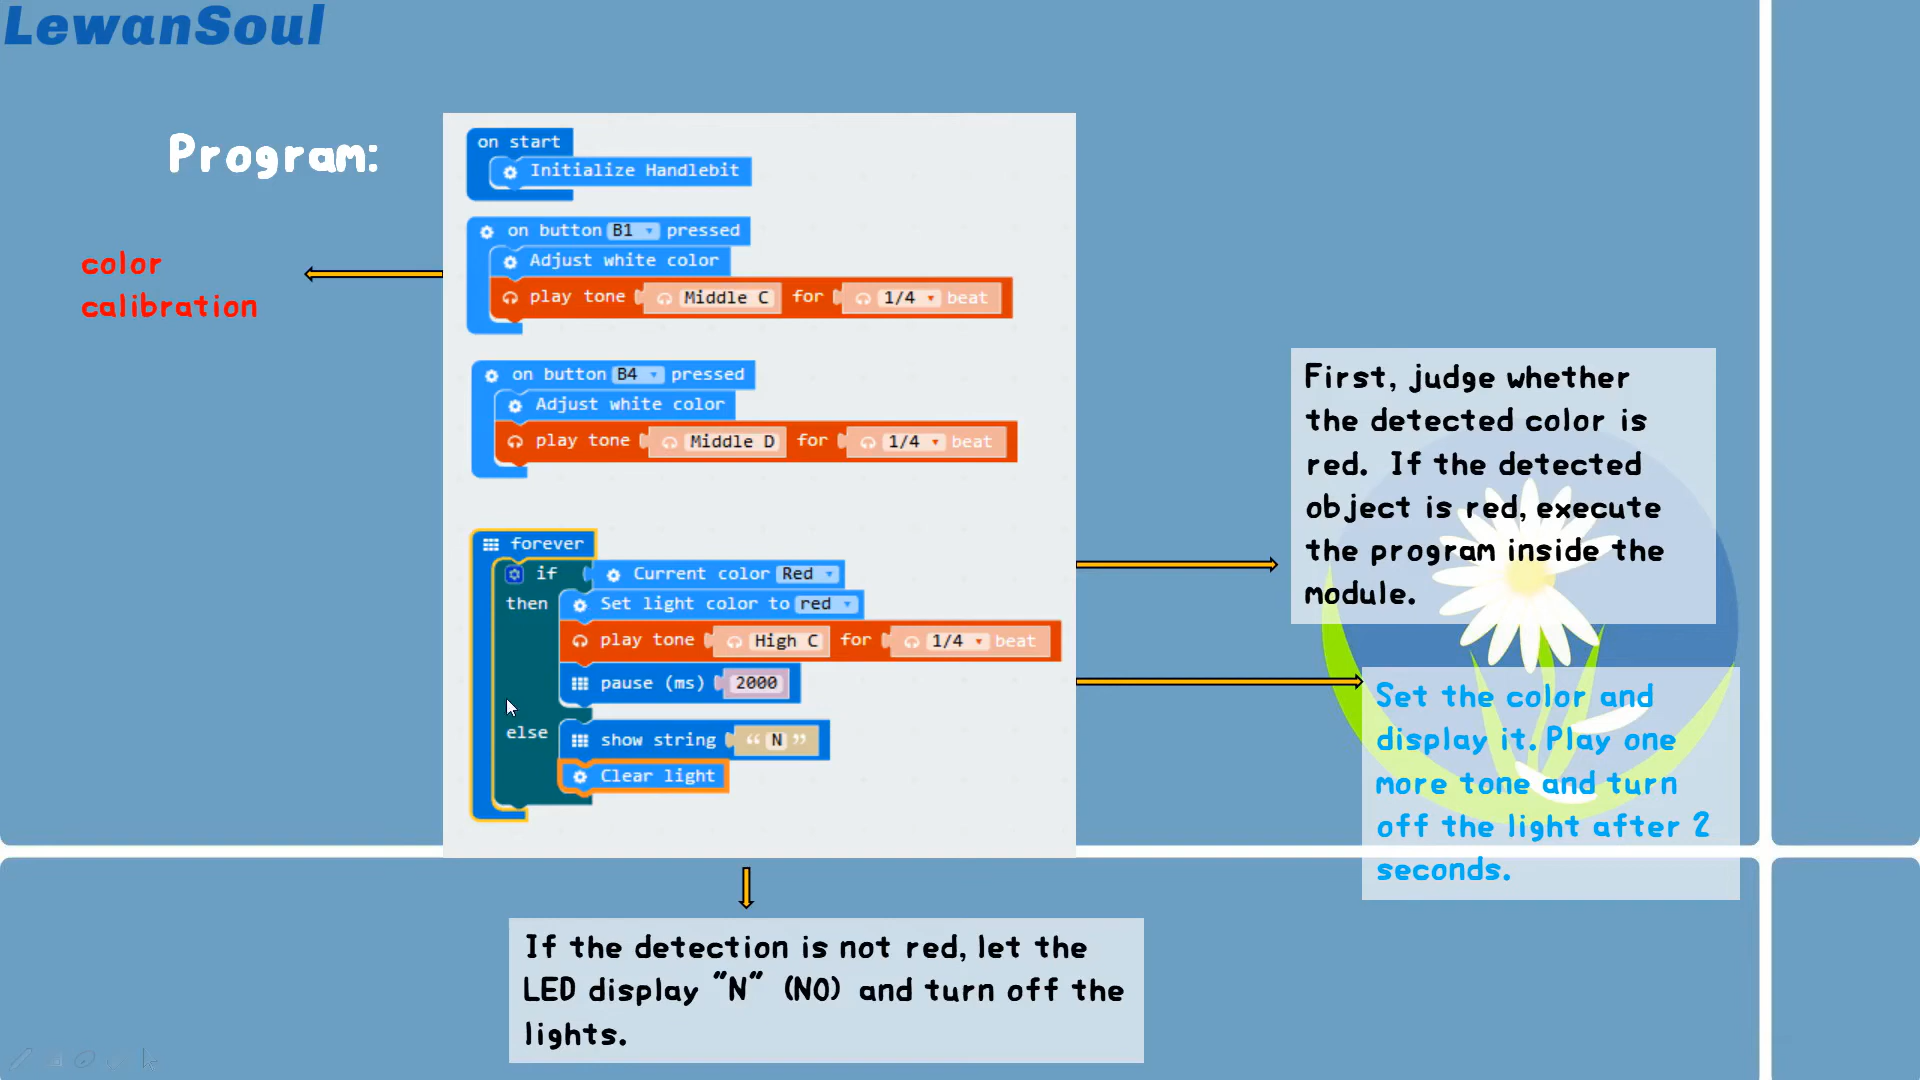 LewanSoul
Program:
color
calibration
on start
Initialize Handlebit
on button B1 pressed
Adjust white color
play tone Middle C for 1/4 beat
on button B4 pressed
Adjust white color
play tone Middle D for 1/4 beat
forever
if Current color Red
then Set light color to red
play tone High C for 1/4 beat
pause (ms) 2000
else show string “ N ”
Clear light
First, judge whether
the detected color is
red. If the detected
object is red, execute
the program inside the
module.
Set the color and
display it. Play one
more tone and turn
off the light after 2
seconds.
If the detection is not red, let the
LED display "N" (NO) and turn off the
lights.